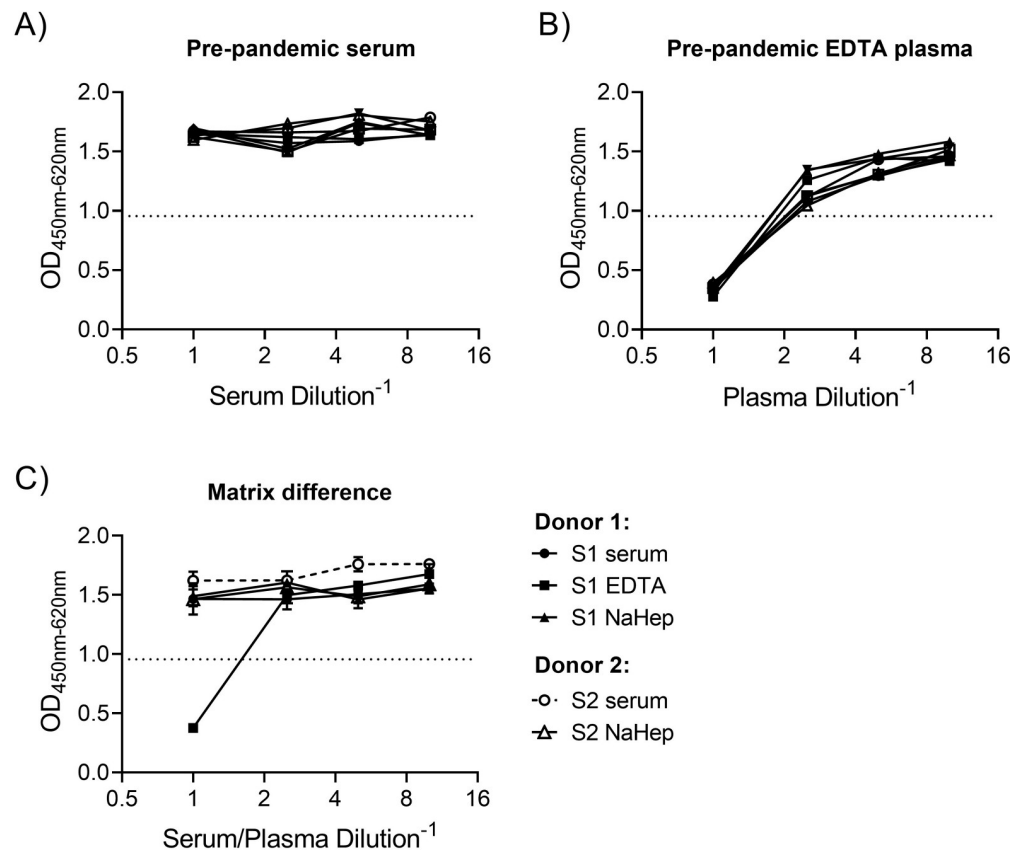 A)
Pre-pandemic serum
2.0
1.5
1.0
0.5
0.0
OD450nm-620nm
0.5 1 2 4 8 16
Serum Dilution-1
B)
Pre-pandemic EDTA plasma
2.0
1.5
1.0
0.5
0.0
OD450nm-620nm
0.5 1 2 4 8 16
Plasma Dilution-1
C)
Matrix difference
2.0
1.5
1.0
0.5
0.0
OD450nm-620nm
0.5 1 2 4 8 16
Serum/Plasma Dilution-1
Donor 1:
S1 serum
S1 EDTA
S1 NaHep
Donor 2:
S2 serum
S2 NaHep